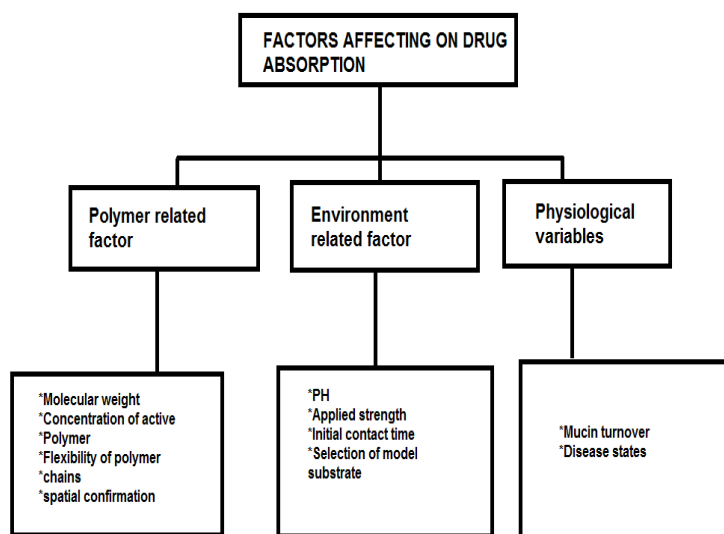 FACTORS AFFECTING ON DRUG
ABSORPTION
Polymer related
factor
Environment
related factor
Physiological
variables
*Molecular weight
*Concentration of active
*Polymer
*Flexibility of polymer
*chains
*spatial confirmation
*PH
*Applied strength
*Initial contact time
*Selection of model
substrate
*Mucin turnover
*Disease states